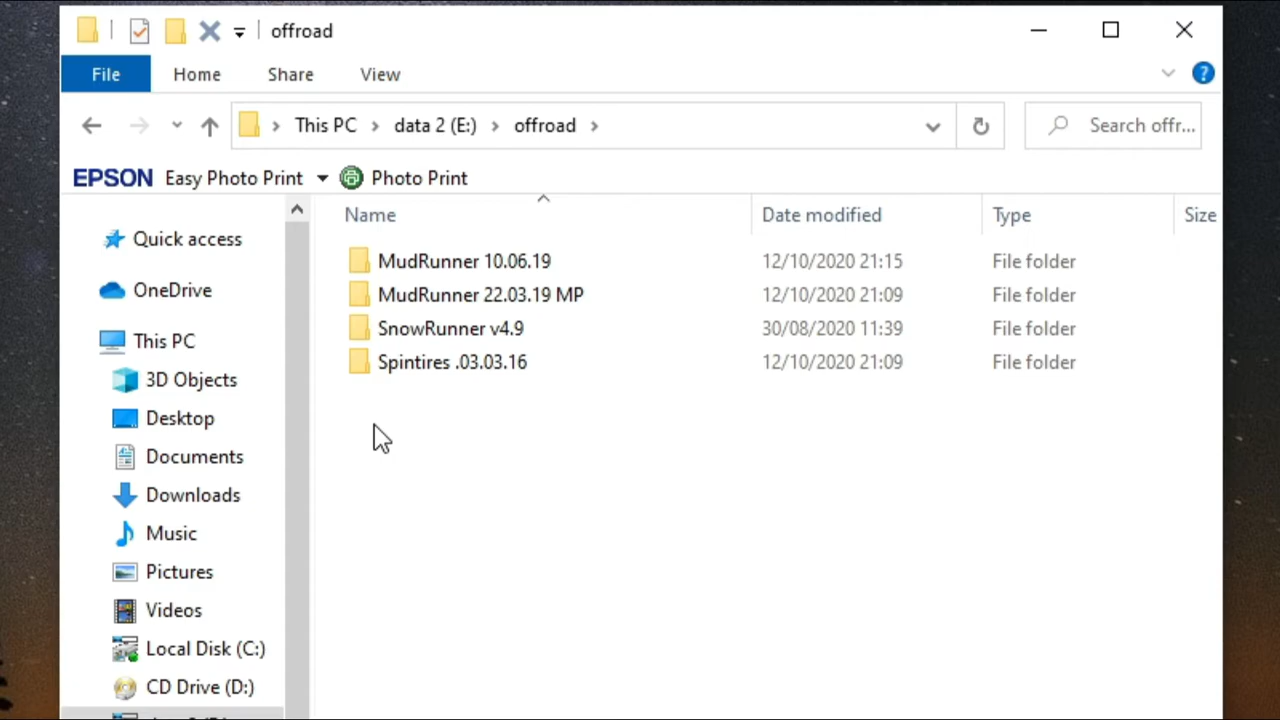 offroad
File Home Share View
This PC data 2 (E:) offroad Search offr...
EPSON Easy Photo Print Photo Print
Name Date modified Type Size
Quick access
OneDrive
This PC
3D Objects
Desktop
Documents
Downloads
Music
Pictures
Videos
Local Disk (C:)
CD Drive (D:)
MudRunner 10.06.19 12/10/2020 21:15 File folder
MudRunner 22.03.19 MP 12/10/2020 21:09 File folder
SnowRunner v4.9 30/08/2020 11:39 File folder
Spintires .03.03.16 12/10/2020 21:09 File folder